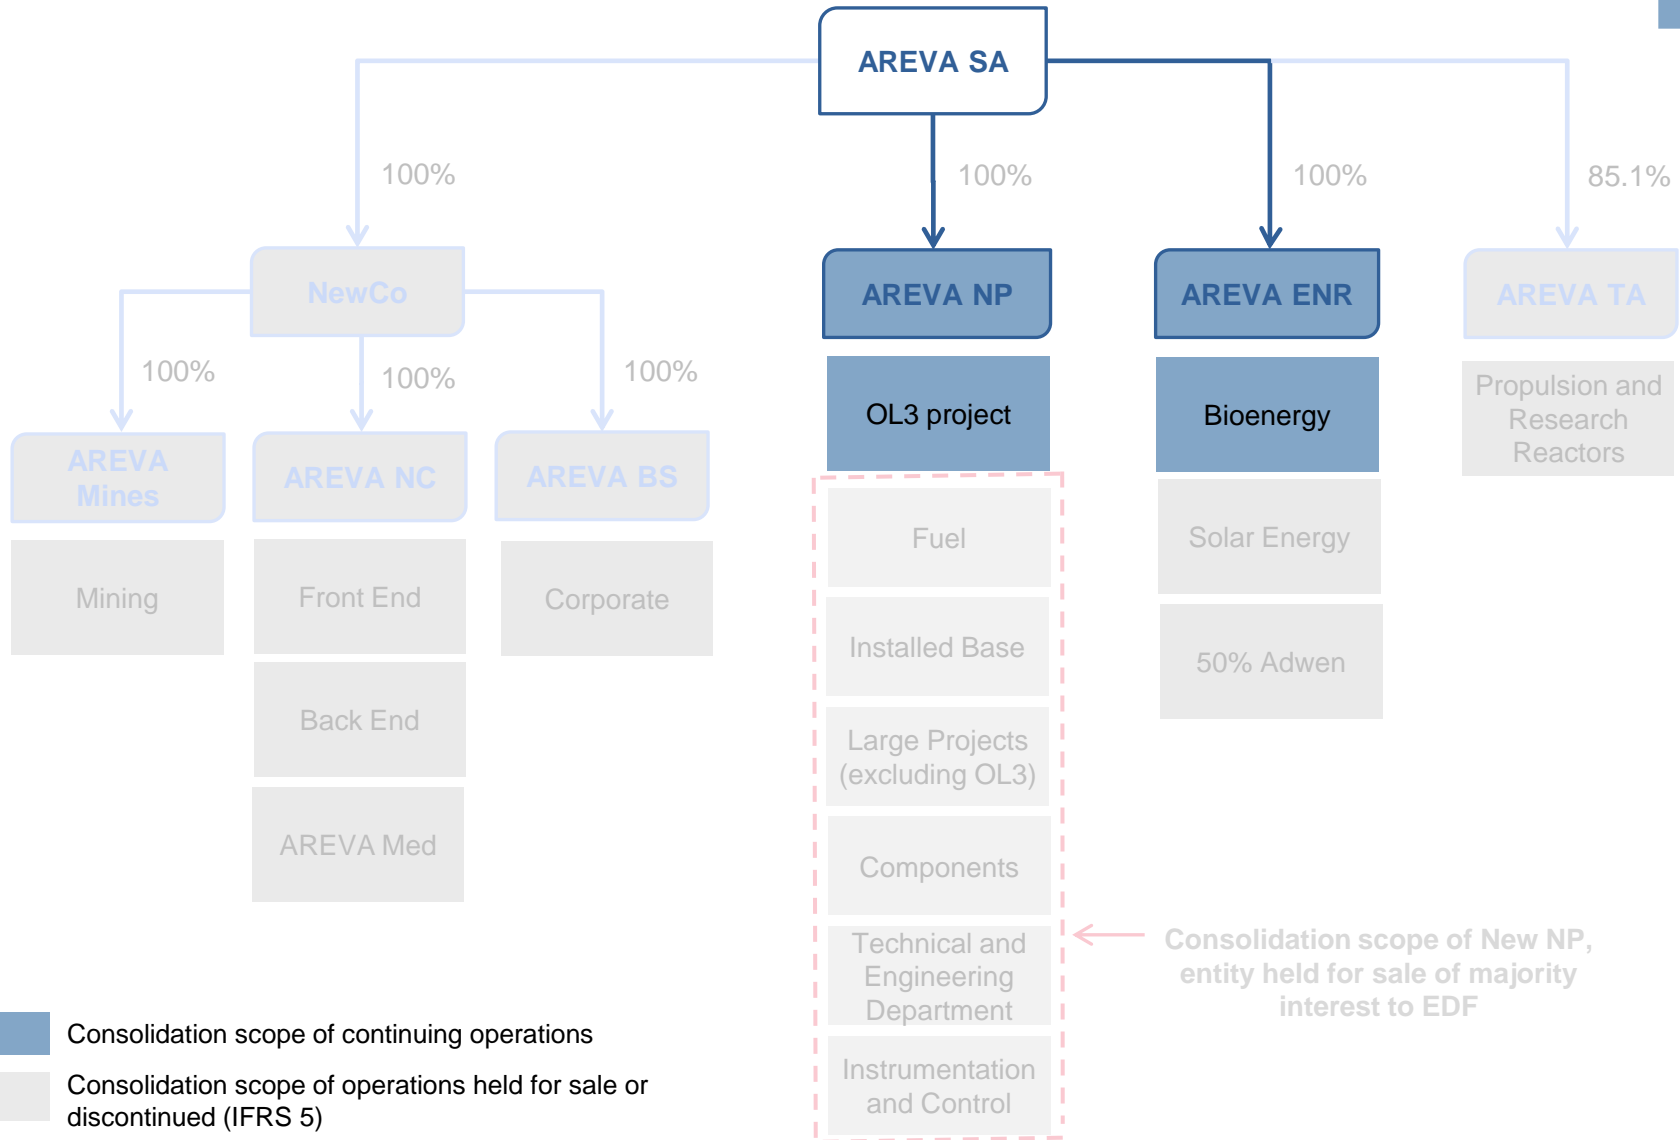 AREVA SA
100%
100%
100%
85.1%
NewCo
AREVA NP
AREVA ENR
AREVA TA
100%
100%
100%
OL3 project
Bioenergy
Propulsion and
Research
Reactors
AREVA
Mines
AREVA NC
AREVA BS
Fuel
Solar Energy
Mining
Front End
Corporate
Installed Base
50% Adwen
Back End
Large Projects
(excluding OL3)
AREVA Med
Components
Technical and
Engineering
Department
Consolidation scope of New NP,
entity held for sale of majority
interest to EDF
Instrumentation
and Control
Consolidation scope of continuing operations
Consolidation scope of operations held for sale or
discontinued (IFRS 5)